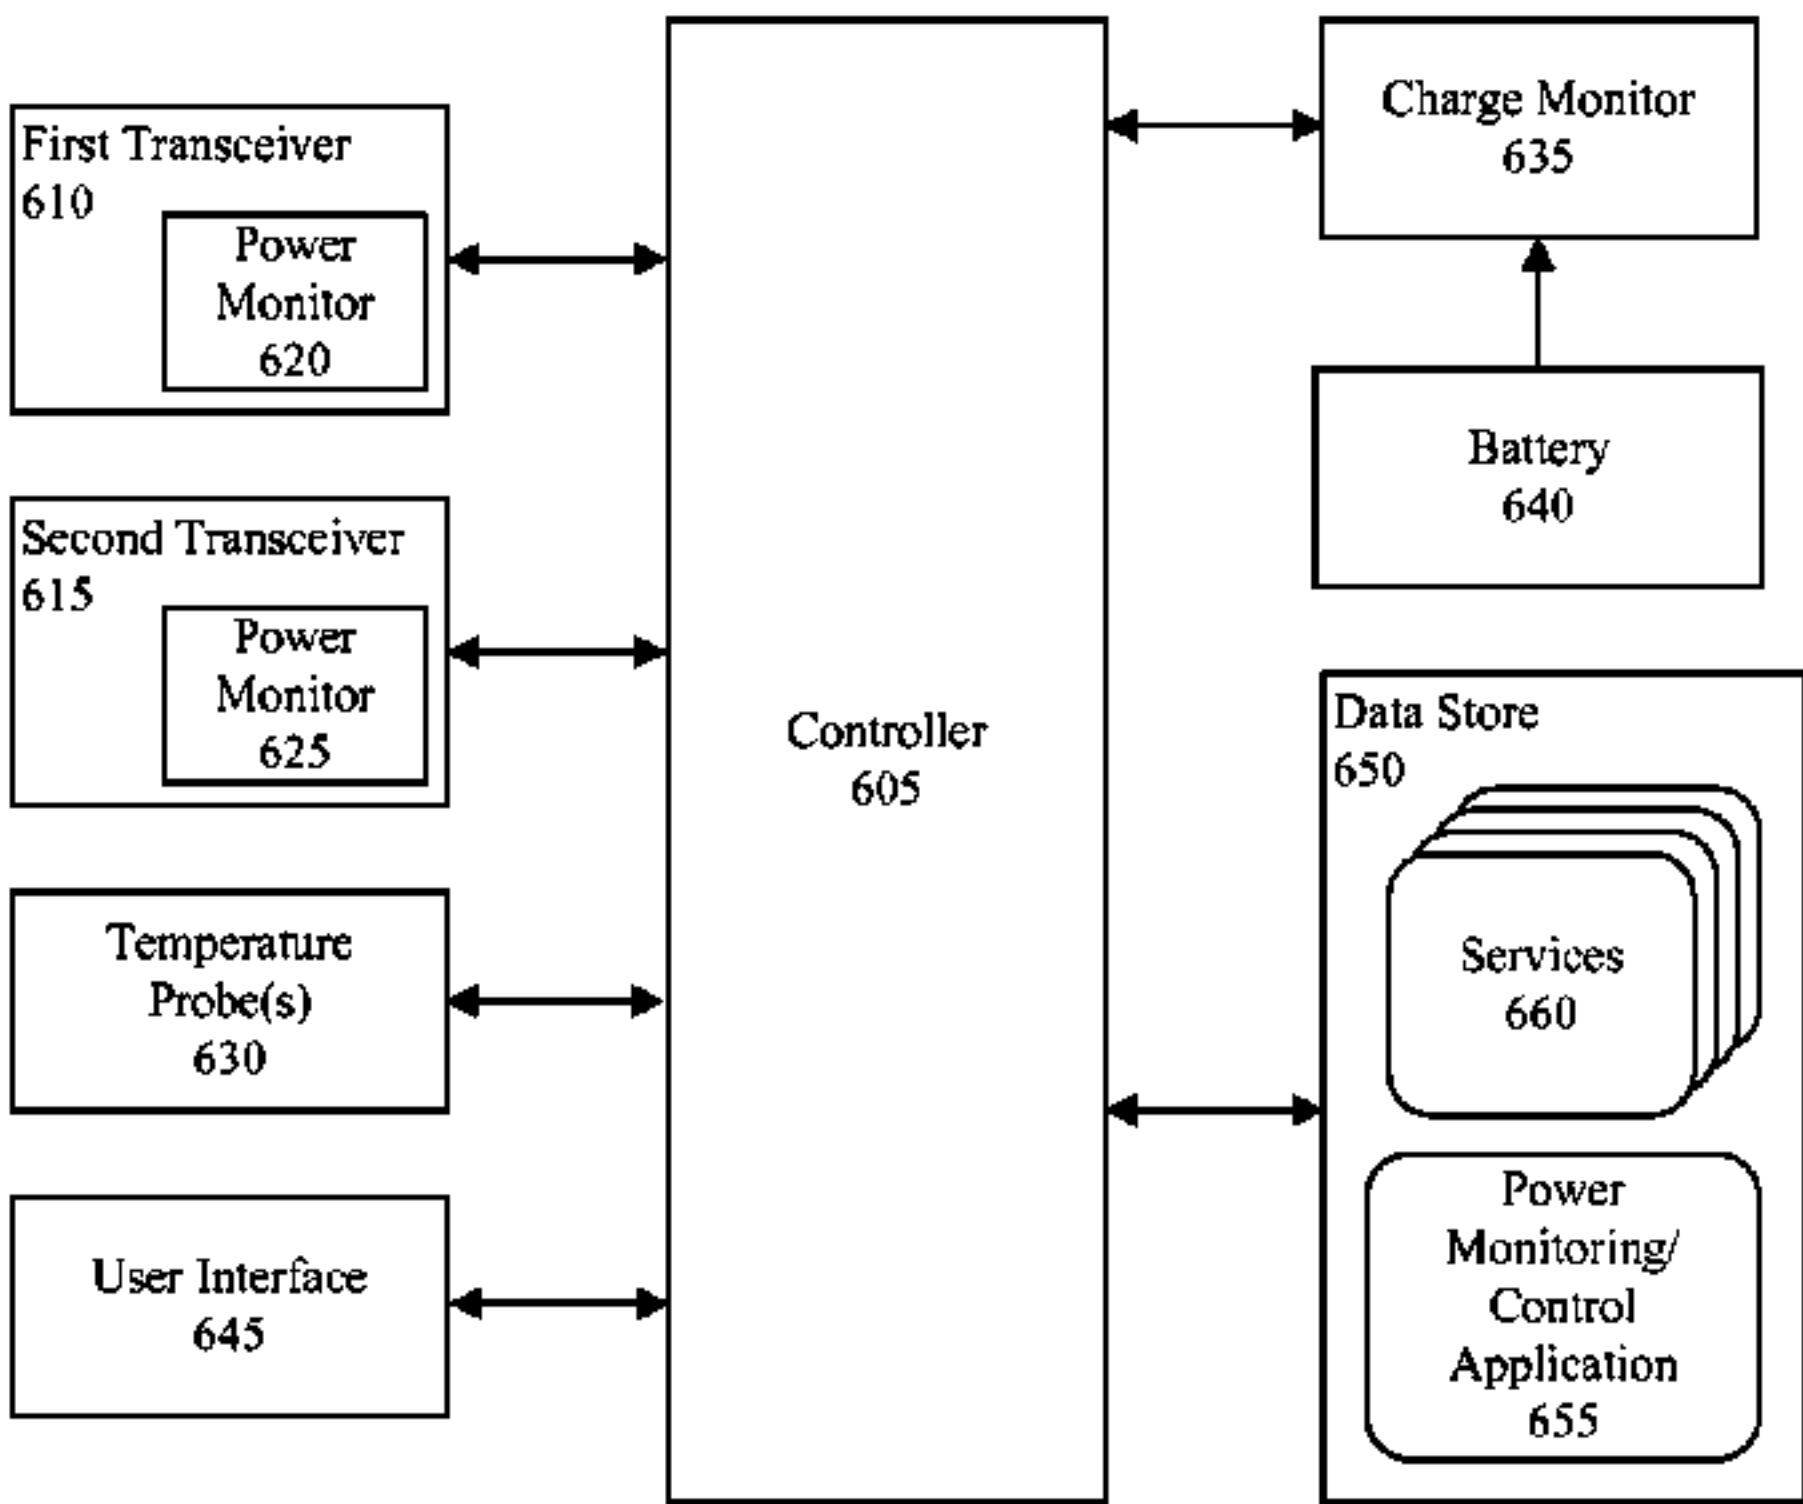 First Transceiver
610
Power
Monitor
620
Second Transceiver
615
Power
Monitor
625
Temperature
Probe(s)
630
User Interface
645
Controller
605
Charge Monitor
635
Battery
640
Data Store
650
Services
660
Power
Monitoring/
Control
Application
655